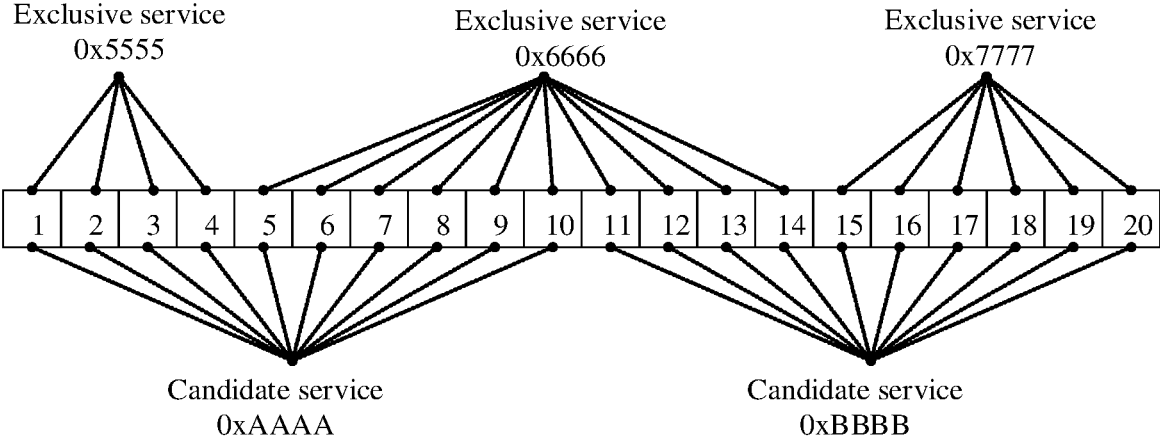 Exclusive service
0x5555
Exclusive service
0x6666
Exclusive service
0x7777
1 2 3 4 5 6 7 8 9 10 11 12 13 14 15 16 17 18 19 20
Candidate service
0xAAAA
Candidate service
0xBBBB